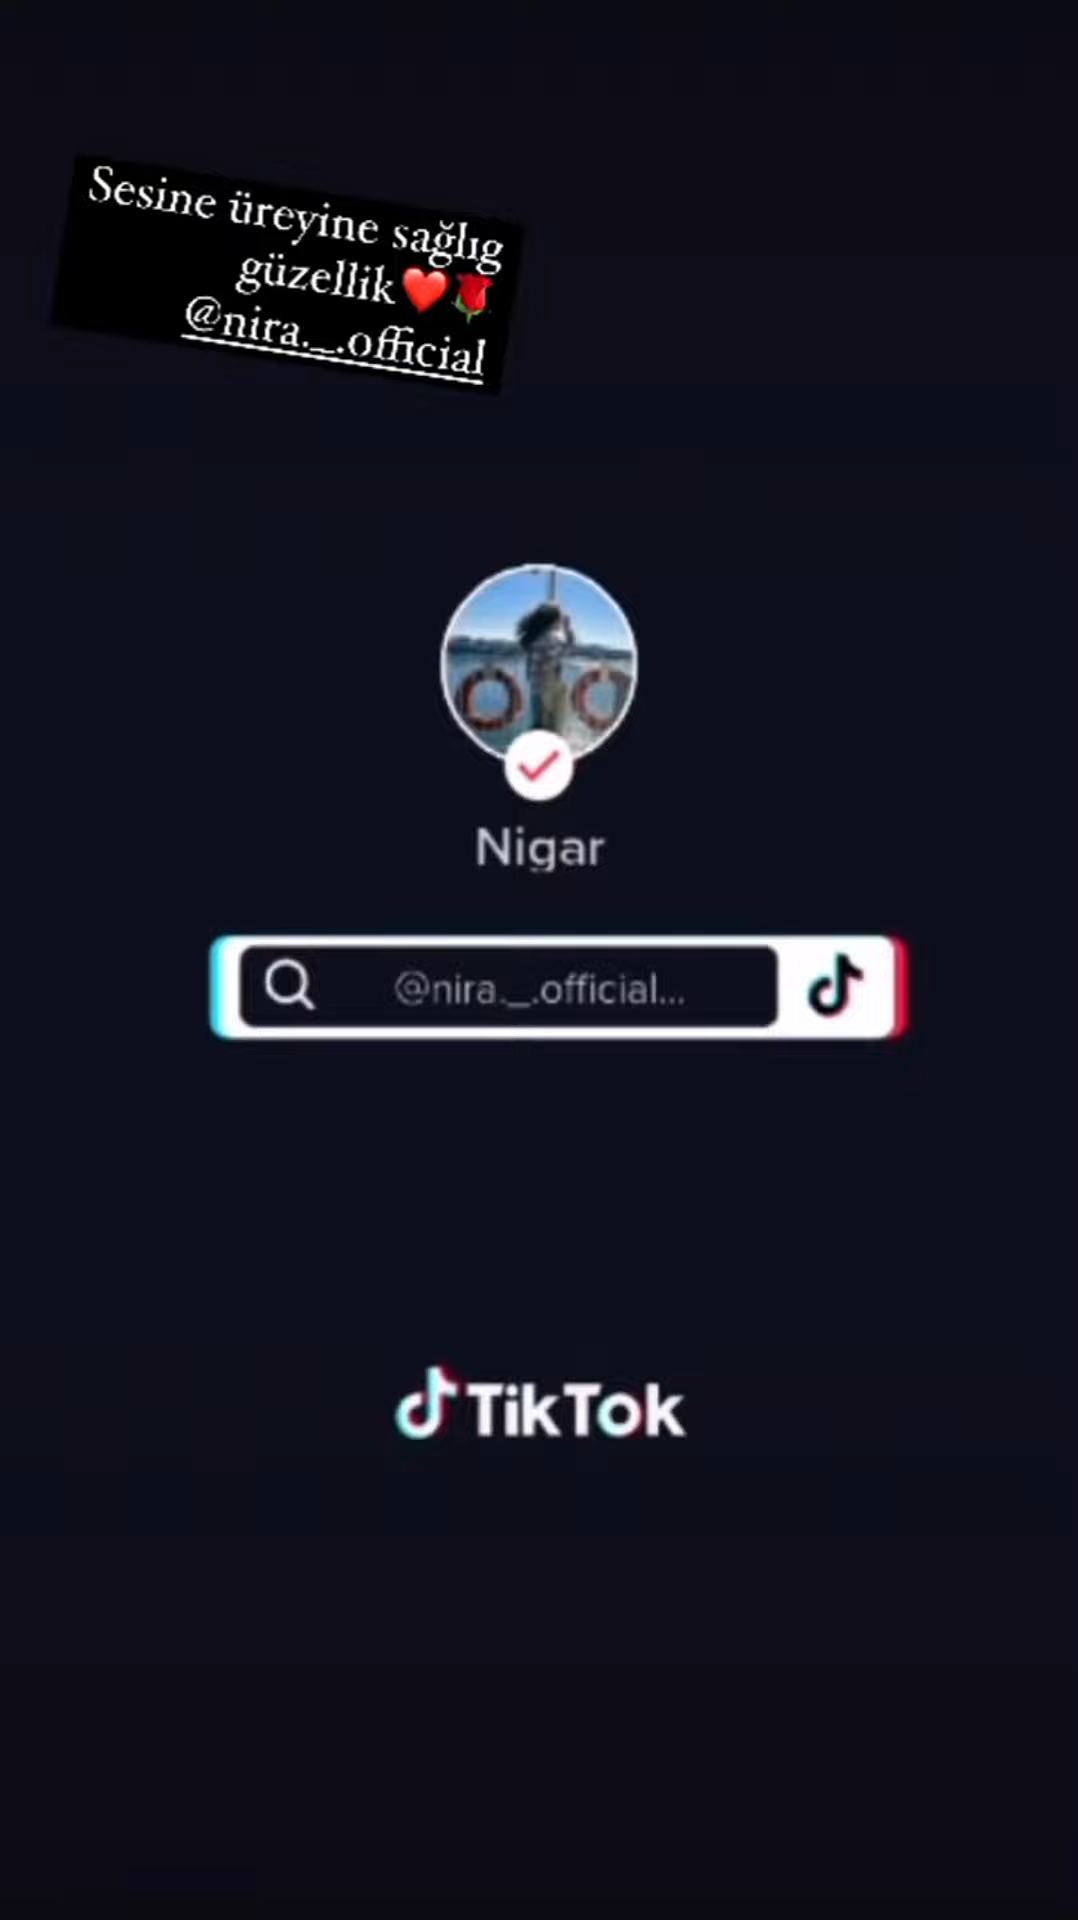 Sesine üreyine sağlıg
güzellik❤️🌹
@nira._.official
Nigar
@nira._.official...
TikTok